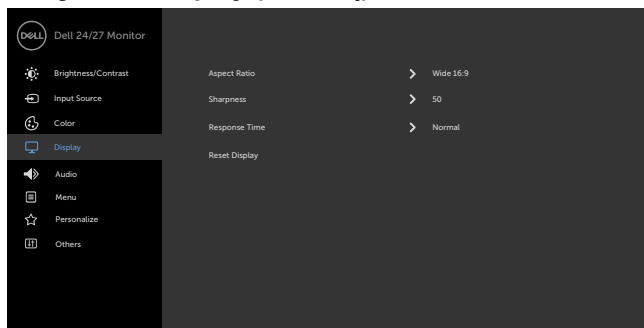 DELL
Dell 24/27 Monitor
Brightness/Contrast
Input Source
Color
Display
Audio
Menu
Personalize
Others
Aspect Ratio Wide 16:9
Sharpness 50
Response Time Normal
Reset Display